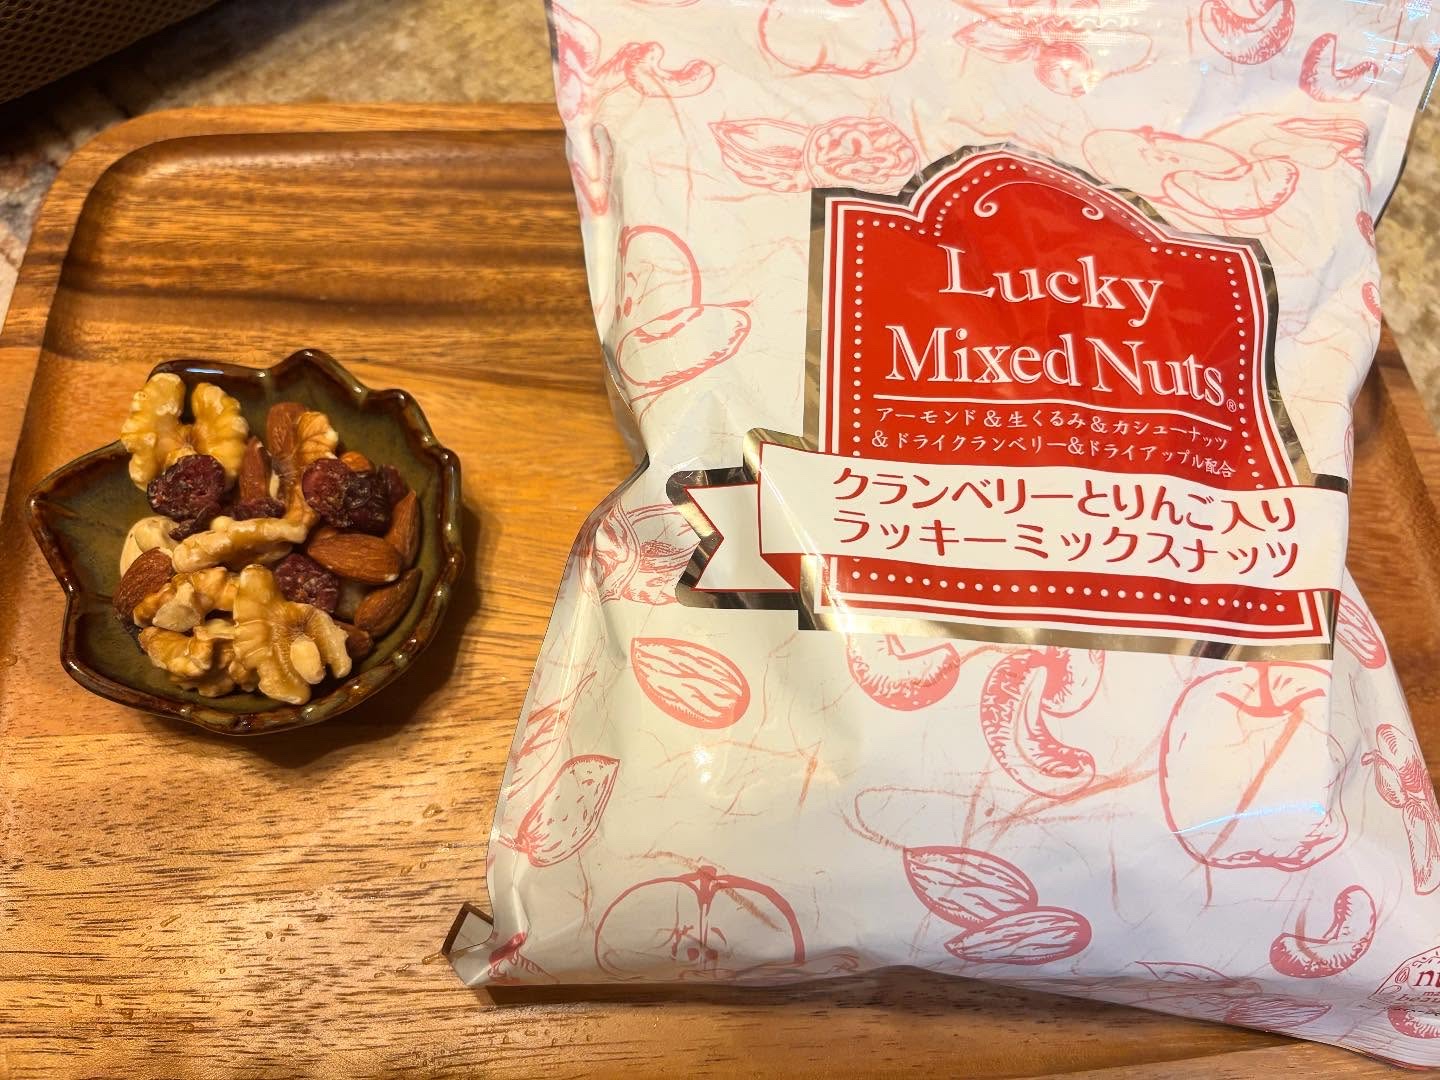 Lucky
Mixed Nuts®
アーモンド&生くるみ&カシューナッツ
&ドライクランベリー&ドライアップル配合
クランベリーとりんご入り
ラッキーミックスナッツ